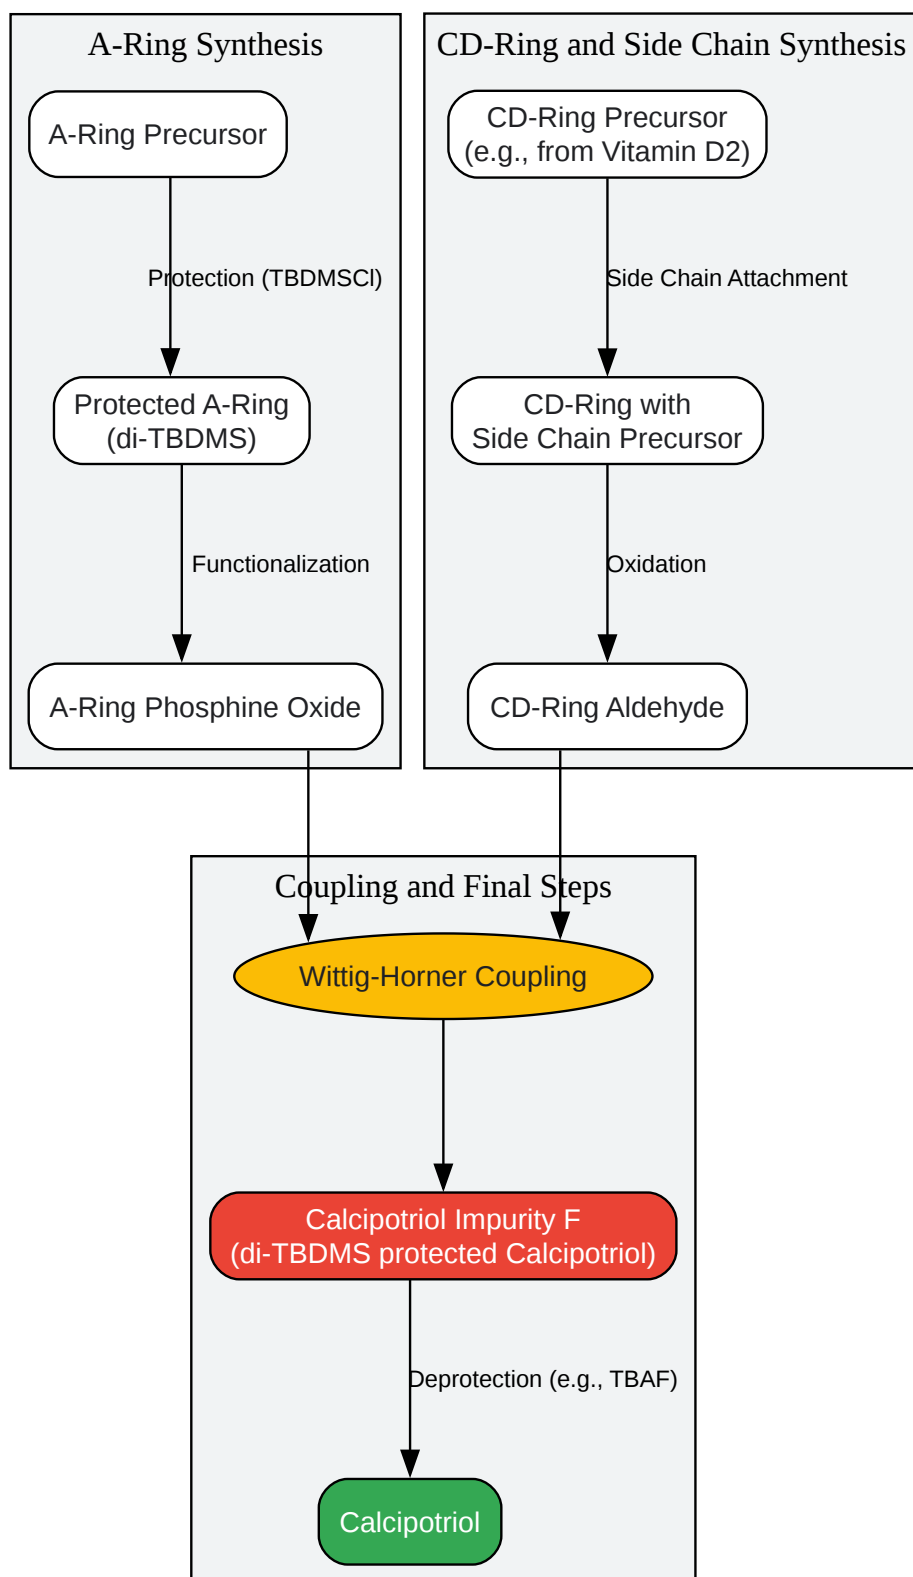 A-Ring Synthesis
A-Ring Precursor
Protection (TBDMSCl)
Protected A-Ring
(di-TBDMS)
Functionalization
A-Ring Phosphine Oxide
CD-Ring and Side Chain Synthesis
CD-Ring Precursor
(e.g., from Vitamin D2)
Side Chain Attachment
CD-Ring with
Side Chain Precursor
Oxidation
CD-Ring Aldehyde
Coupling and Final Steps
Wittig-Horner Coupling
Calcipotriol Impurity F
(di-TBDMS protected Calcipotriol)
Deprotection (e.g., TBAF)
Calcipotriol